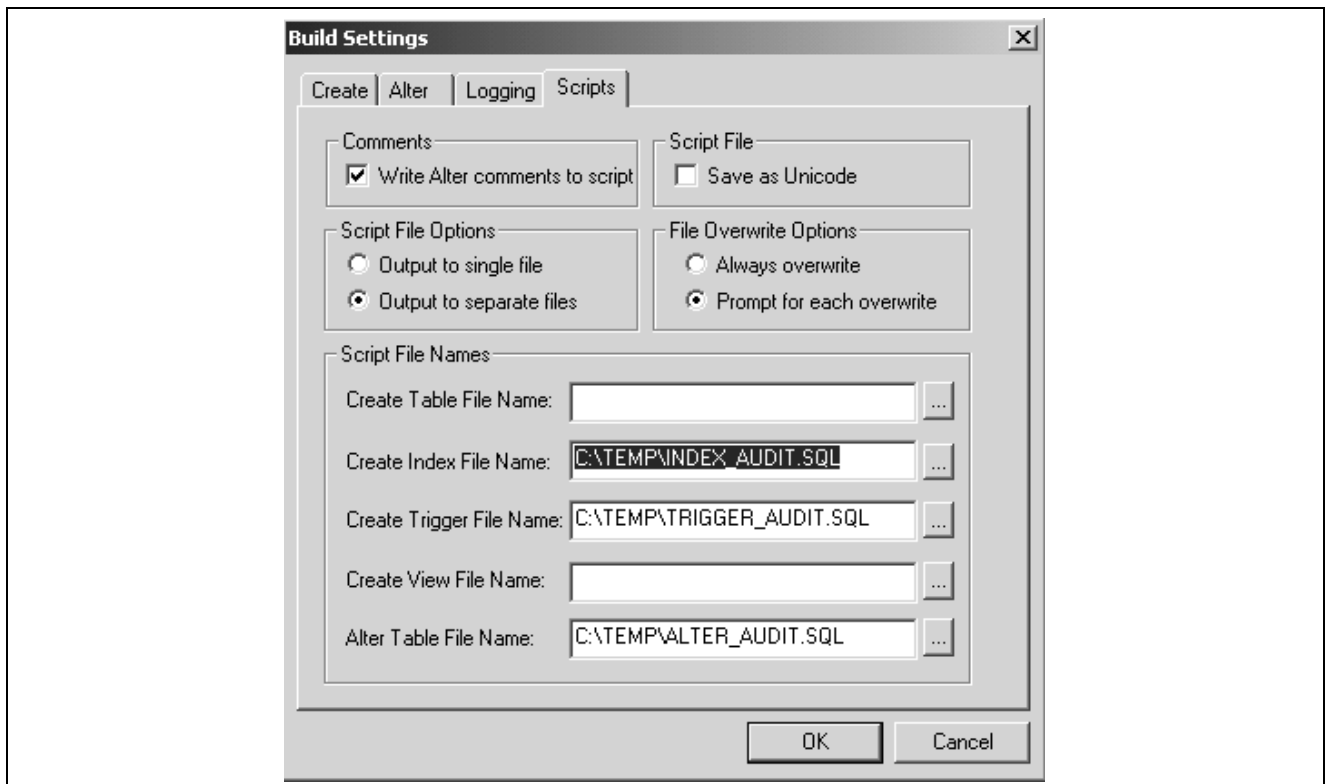 Build Settings
Create Alter Logging Scripts
Comments
Write Alter comments to script
Script File
Save as Unicode
Script File Options
Output to single file
Output to separate files
File Overwrite Options
Always overwrite
Prompt for each overwrite
Script File Names
Create Table File Name:
...
Create Index File Name: C:\TEMP\INDEX_AUDIT.SQL ...
Create Trigger File Name: C:\TEMP\TRIGGER_AUDIT.SQL ...
Create View File Name: ...
Alter Table File Name: C:\TEMP\ALTER_AUDIT.SQL ...
OK Cancel